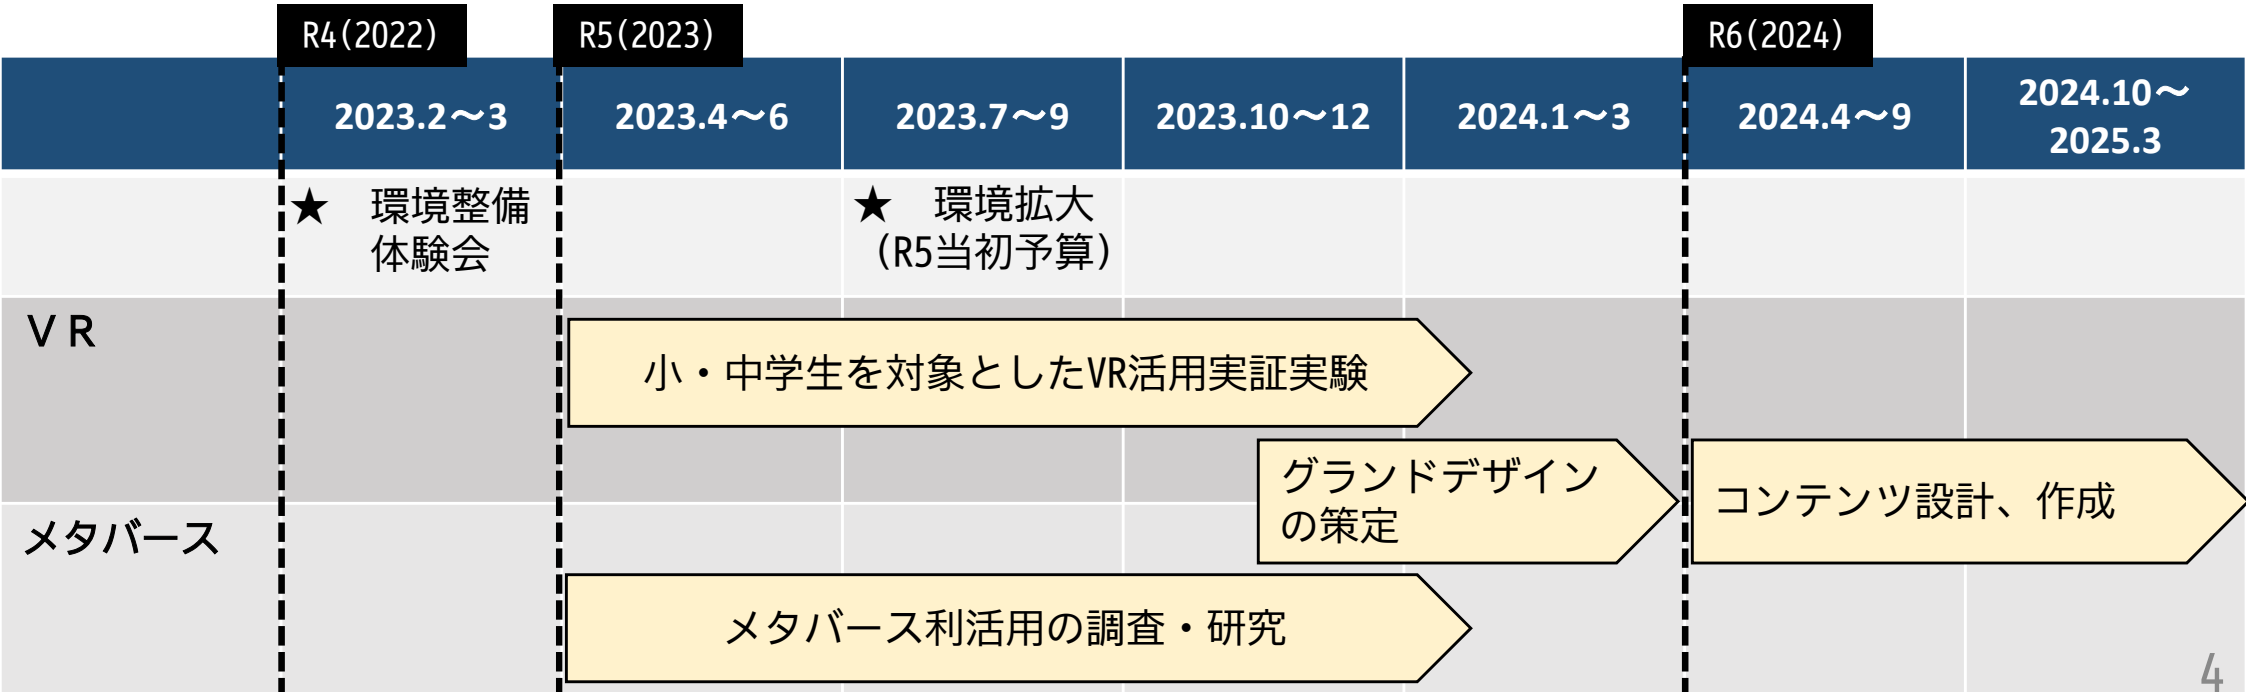 R4(2022)
R5(2023)
R6(2024)
2023.2～3
2023.4～6
2023.7～9
2023.10～12
2024.1～3
2024.4～9
2024.10～
2025.3
★　環境整備
体験会
★　環境拡大
（R5当初予算）
ＶＲ
小・中学生を対象としたVR活用実証実験
グランドデザイン
の策定
コンテンツ設計、作成
メタバース
メタバース利活用の調査・研究
4